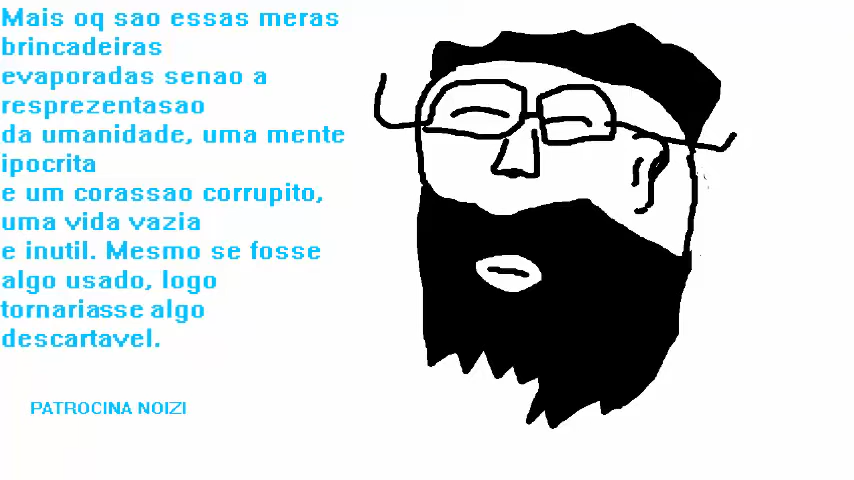 Mais oq sao essas meras
brincadeiras
evaporadas senao a
resprezentasao
da umanidade, uma mente
ipocrita
e um corassao corrupito,
uma vida vazia
e inutil. Mesmo se fosse
algo usado, logo
tornariasse algo
descartavel.
PATROCINA NOIZI